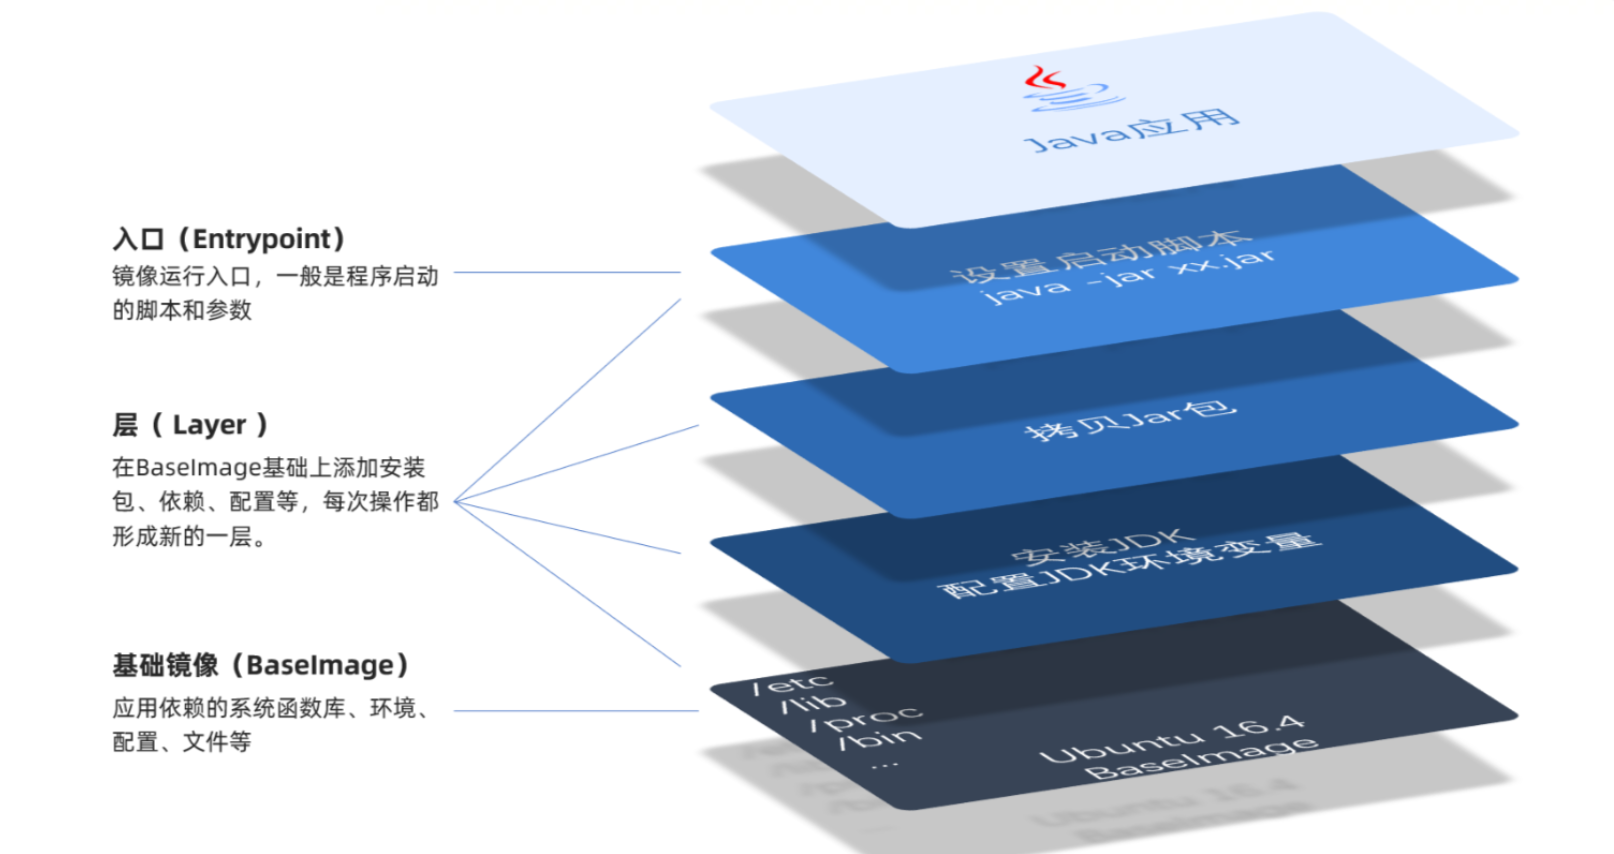 入口（Entrypoint）
镜像运行入口，一般是程序启动
的脚本和参数
层（ Layer ）
在BaseImage基础上添加安装
包、依赖、配置等，每次操作都
形成新的一层。
基础镜像（BaseImage）
应用依赖的系统函数库、环境、
配置、文件等
Java应用
设置启动脚本
java -jar xx.jar
拷贝Jar包
安装JDK
配置JDK环境变量
/etc
/lib
/proc
/bin
...
Ubuntu 16.4
BaseImage